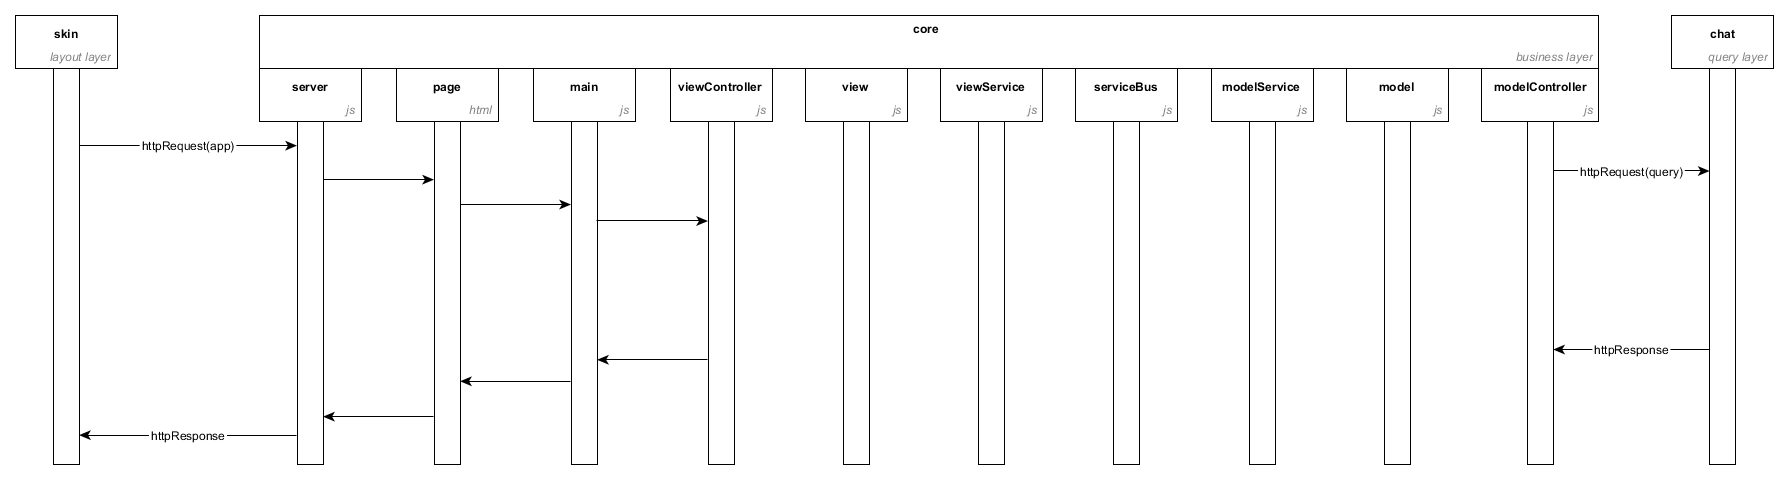 skin
layout layer
core
business layer
chat
query layer
server
js
page
html
main
js
viewController
js
view
js
viewService
js
serviceBus
js
modelService
js
model
js
modelController
js
httpRequest(app)
httpRequest(query)
httpResponse
httpResponse